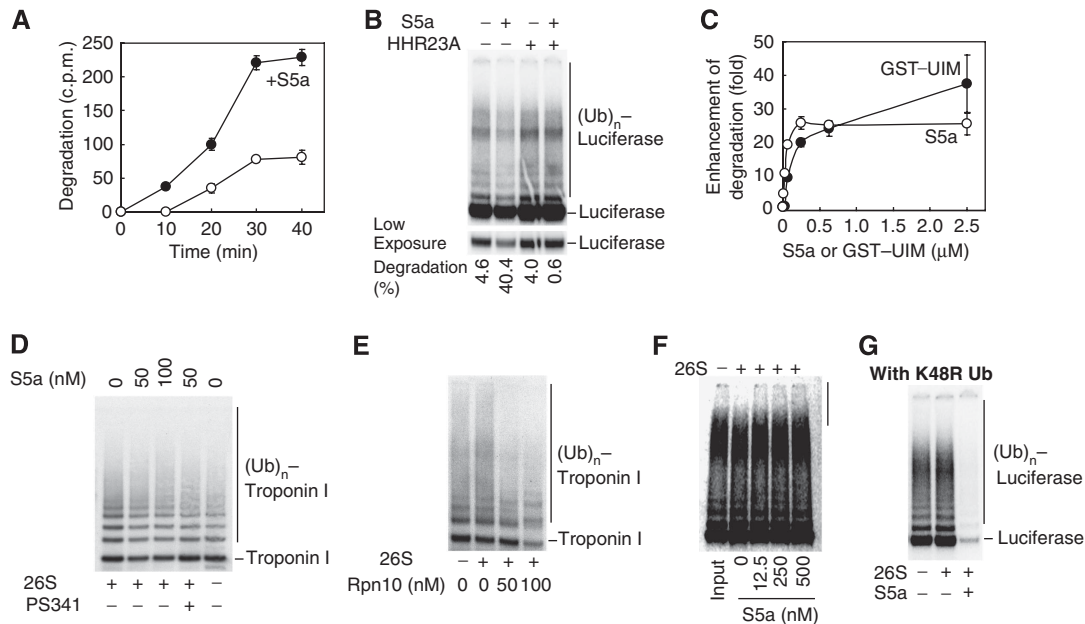 A
Degradation (c.p.m.)
250
200
150
100
50
0
+S5a
0 10 20 30 40
Time (min)
B
S5a – + – +
HHR23A – – + +
(Ub)n–
Luciferase
Luciferase
Low
Exposure
Luciferase
Degradation
(%)
4.6 40.4 4.0 0.6
C
Enhancement of
degradation (fold)
50
40
30
20
10
0
GST–UIM
S5a
0 0.5 1.0 1.5 2.0 2.5
S5a or GST–UIM (μM)
D
S5a (nM) 0 50 100 50 0
(Ub)n–
Troponin I
Troponin I
26S + + + + –
PS341 – – – + –
E
(Ub)n–
Troponin I
Troponin I
26S – + + +
Rpn10 (nM) 0 0 50 100
F
26S – + + + +
Input 0 12.5 250 500
S5a (nM)
G
With K48R Ub
(Ub)n–
Luciferase
Luciferase
26S – + +
S5a – – +